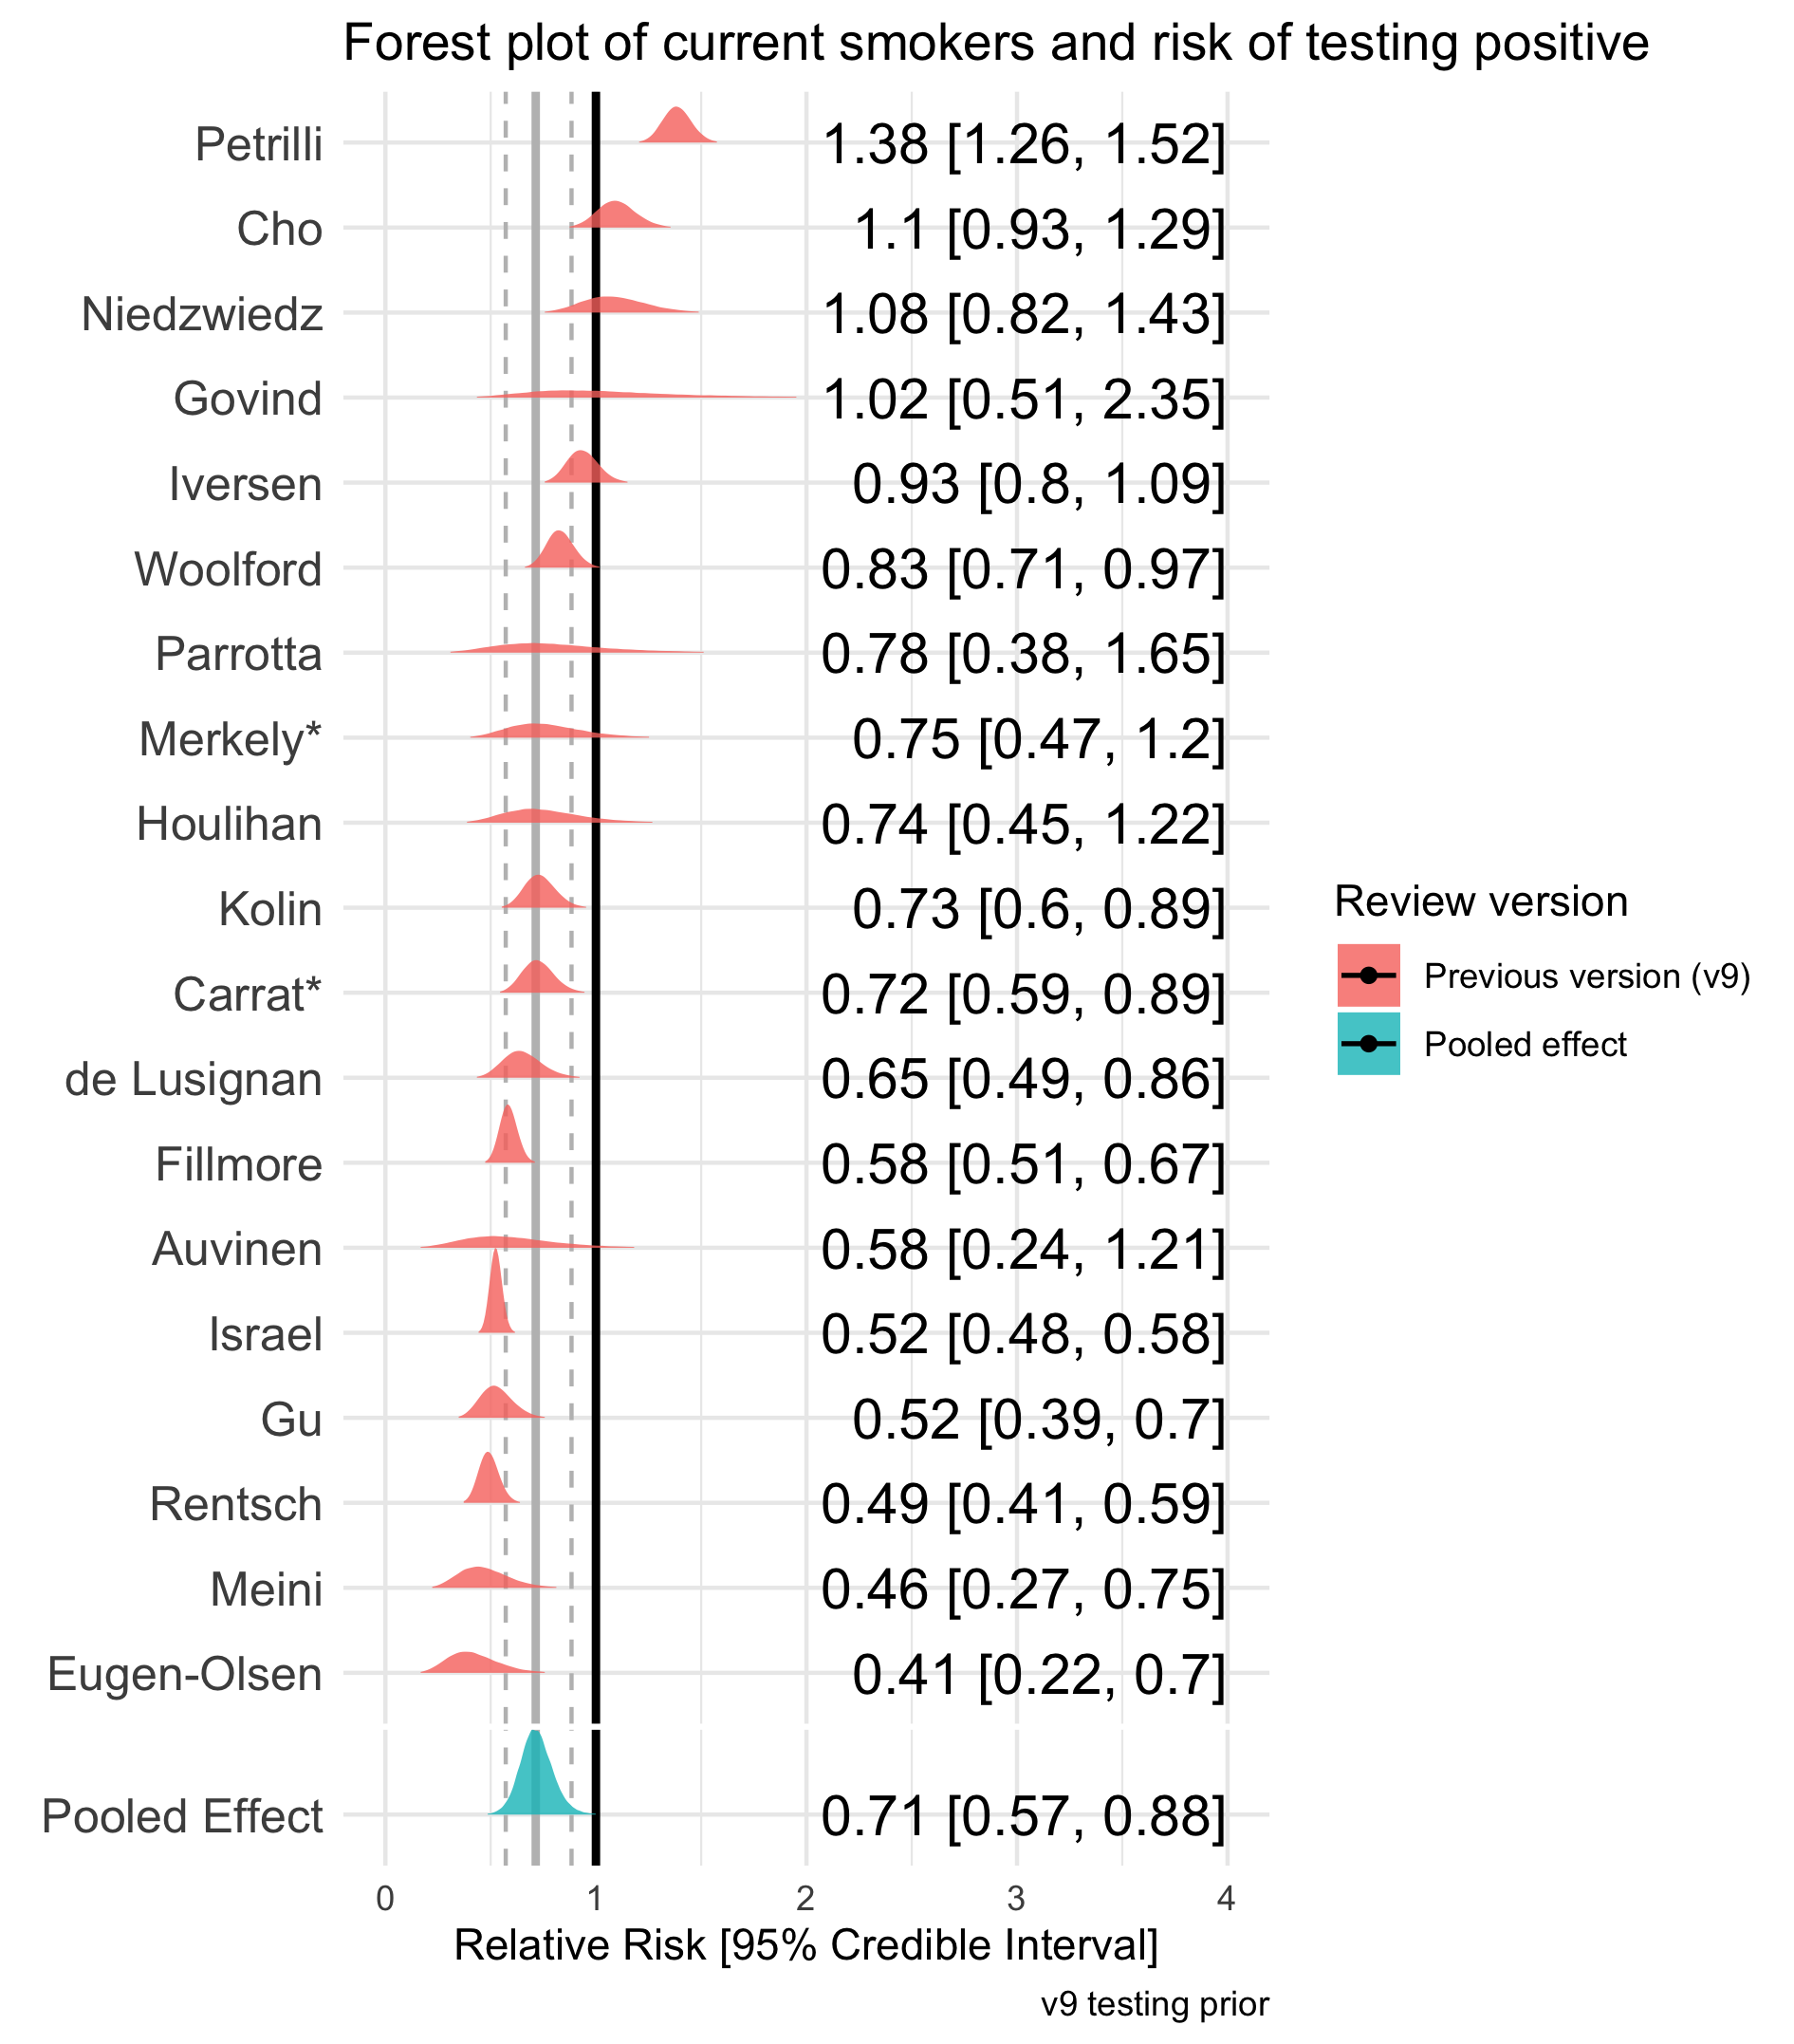 Forest plot of current smokers and risk of testing positive
Petrilli 1.38 [1.26, 1.52]
Cho 1.1 [0.93, 1.29]
Niedzwiedz 1.08 [0.82, 1.43]
Govind 1.02 [0.51, 2.35]
Iversen 0.93 [0.8, 1.09]
Woolford 0.83 [0.71, 0.97]
Parrotta 0.78 [0.38, 1.65]
Merkely* 0.75 [0.47, 1.2]
Houlihan 0.74 [0.45, 1.22]
Kolin 0.73 [0.6, 0.89]
Carrat* 0.72 [0.59, 0.89]
de Lusignan 0.65 [0.49, 0.86]
Fillmore 0.58 [0.51, 0.67]
Auvinen 0.58 [0.24, 1.21]
Israel 0.52 [0.48, 0.58]
Gu 0.52 [0.39, 0.7]
Rentsch 0.49 [0.41, 0.59]
Meini 0.46 [0.27, 0.75]
Eugen-Olsen 0.41 [0.22, 0.7]
Pooled Effect 0.71 [0.57, 0.88]
0 1 2 3 4
Relative Risk [95% Credible Interval]
v9 testing prior
Review version
Previous version (v9)
Pooled effect